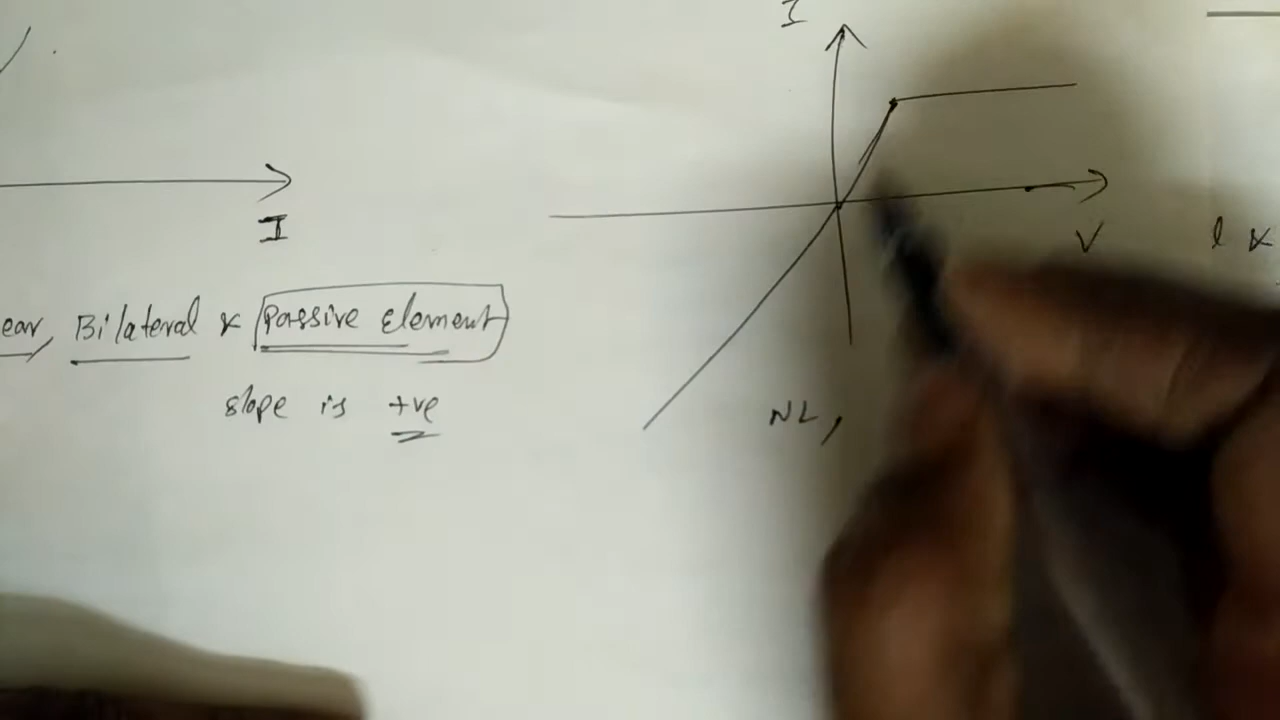 I
I
V
l &
ear, Bilateral & Passive Element
slope is +ve
NL,